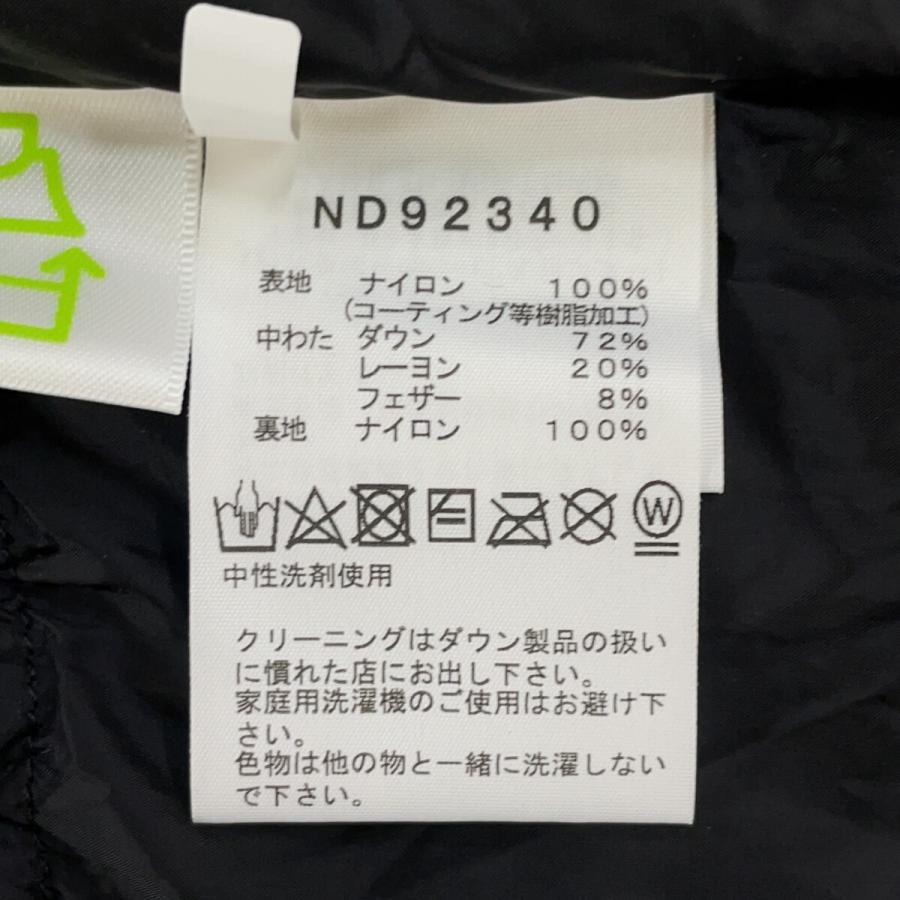 ND92340
表地 ナイロン 100%
(コーティング等樹脂加工)
中わた ダウン 72%
レーヨン 20%
フェザー 8%
裏地 ナイロン 100%
W
中性洗剤使用
クリーニングはダウン製品の扱い
に慣れた店にお出し下さい。
家庭用洗濯機のご使用はお避け下
さい。
色物は他の物と一緒に洗濯しない
で下さい。